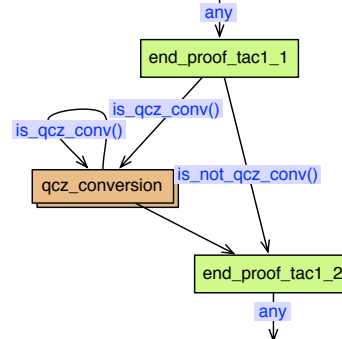 any
end_proof_tac1_1
is_qcz_conv()
is_qcz_conv()
qcz_conversion
is_not_qcz_conv()
end_proof_tac1_2
any